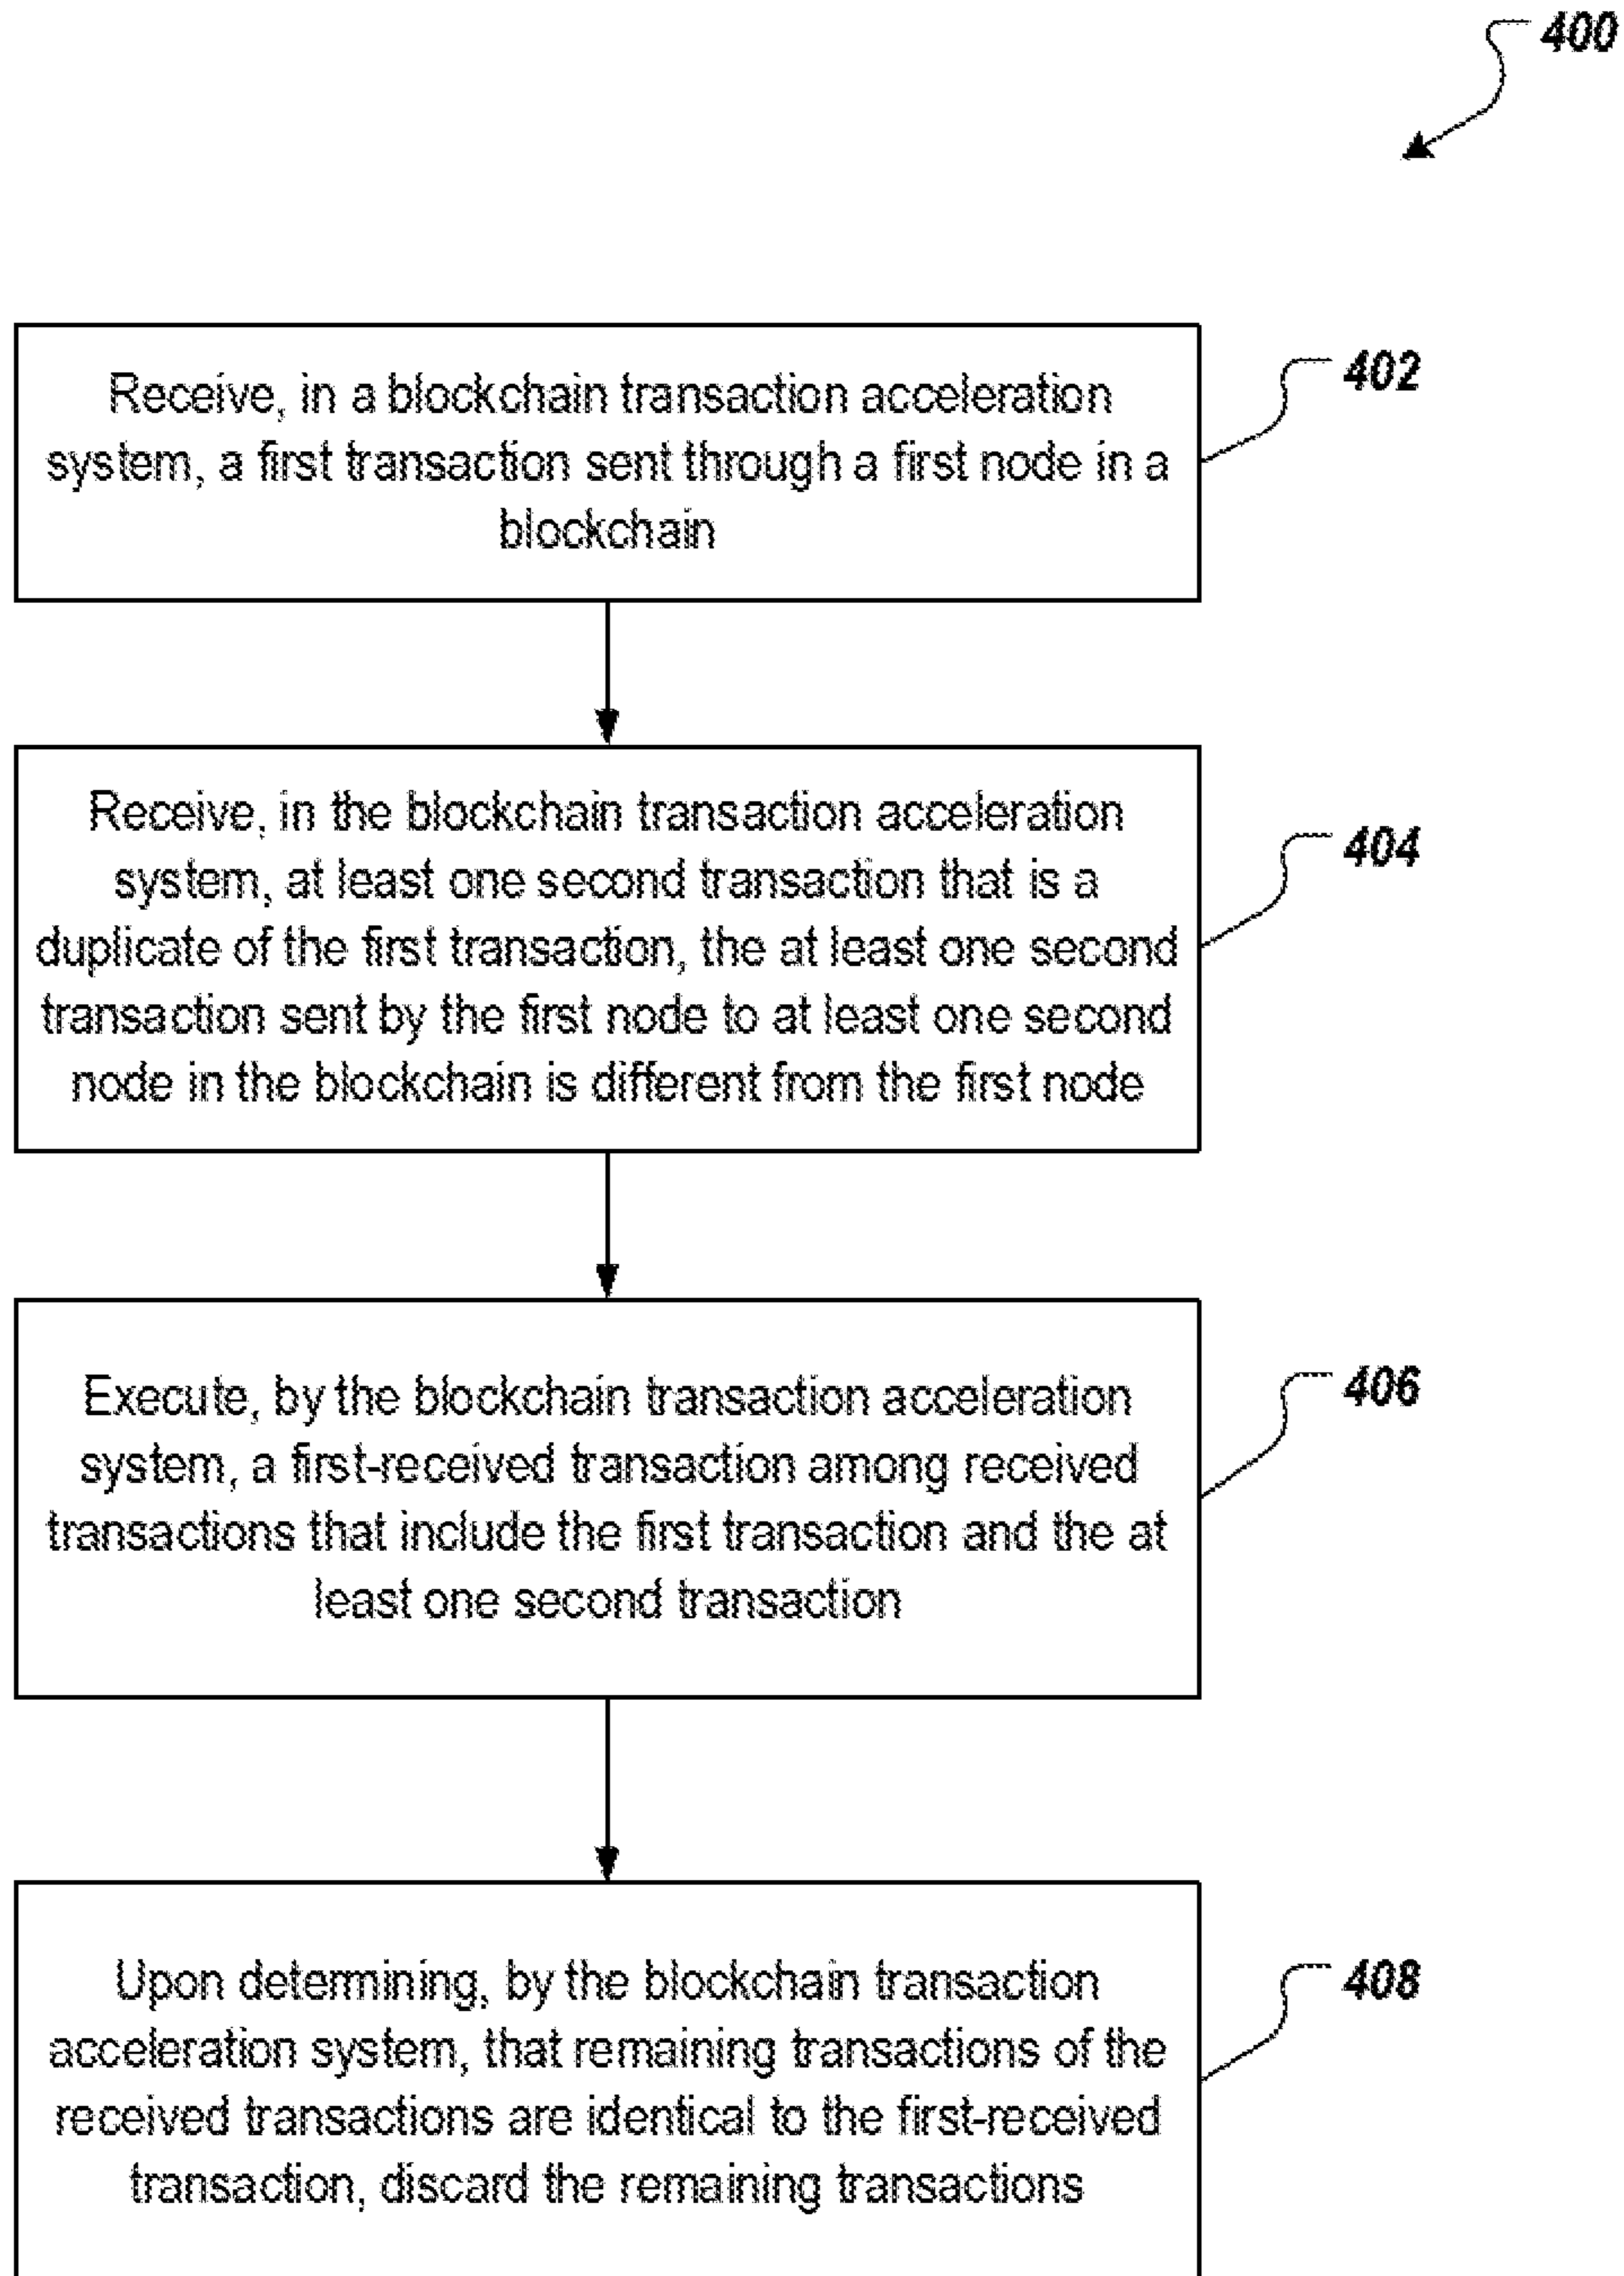 400
Receive, in a blockchain transaction acceleration
system, a first transaction sent through a first node in a
blockchain
402
Receive, in the blockchain transaction acceleration
system, at least one second transaction that is a
duplicate of the first transaction, the at least one second
transaction sent by the first node to at least one second
node in the blockchain is different from the first node
404
Execute, by the blockchain transaction acceleration
system, a first-received transaction among received
transactions that include the first transaction and the at
least one second transaction
406
Upon determining, by the blockchain transaction
acceleration system, that remaining transactions of the
received transactions are identical to the first-received
transaction, discard the remaining transactions
408